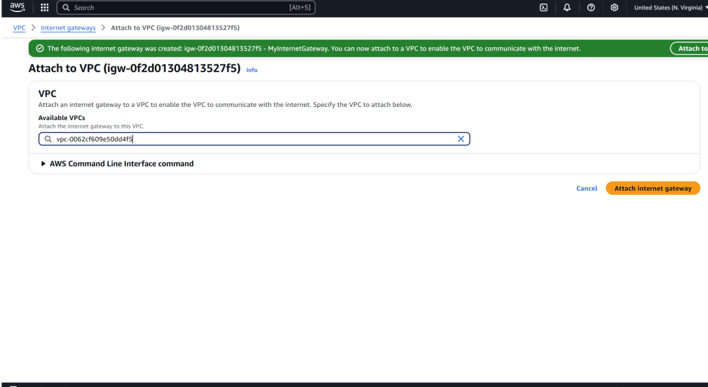 aws
Search
[Alt+S]
United States (N. Virginia)
VPC > Internet gateways > Attach to VPC (igw-0f2d01304813527f5)
The following internet gateway was created: igw-0f2d01304813527f5 - MyInternetGateway. You can now attach to a VPC to enable the VPC to communicate with the internet.
Attach to
Attach to VPC (igw-0f2d01304813527f5) Info
VPC
Attach an internet gateway to a VPC to enable the VPC to communicate with the internet. Specify the VPC to attach below.
Available VPCs
Attach the internet gateway to this VPC.
vpc-0062cf609e50dd4f5
AWS Command Line Interface command
Cancel
Attach internet gateway